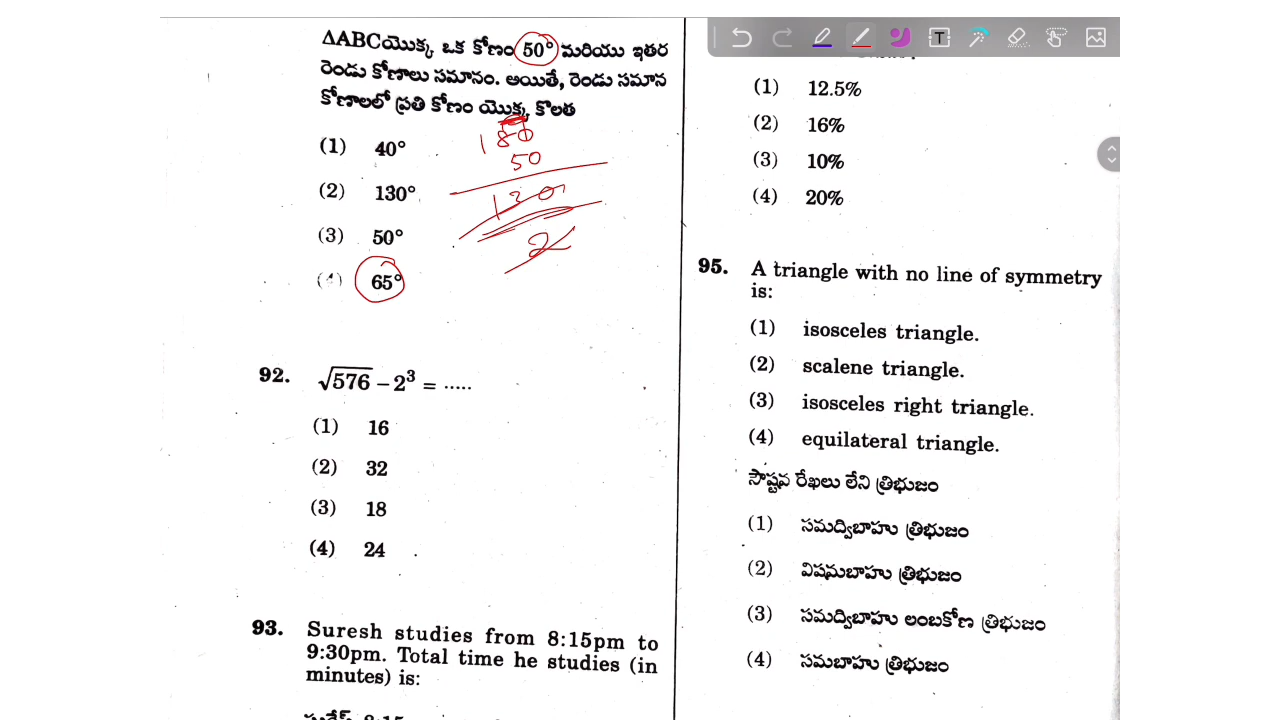 ΔABCయొక్క ఒక కోణం 50° మరియు ఇతర
రెండు కోణాలు సమానం. అయితే, రెండు సమాన
కోణాలలో ప్రతి కోణం యొక్క కొలత
(1) 40°
(2) 130°
(3) 50°
(4) 65°
180
50
130
2
92. √576 – 2³ = .....
(1) 16
(2) 32
(3) 18
(4) 24
93. Suresh studies from 8:15pm to
9:30pm. Total time he studies (in
minutes) is:
T
(1) 12.5%
(2) 16%
(3) 10%
(4) 20%
95. A triangle with no line of symmetry
is:
(1) isosceles triangle.
(2) scalene triangle.
(3) isosceles right triangle.
(4) equilateral triangle.
సౌష్టవ రేఖలు లేని త్రిభుజం
(1) సమద్విబాహు త్రిభుజం
(2) విషమబాహు త్రిభుజం
(3) సమద్విబాహు లంబకోణ త్రిభుజం
(4) సమబాహు త్రిభుజం